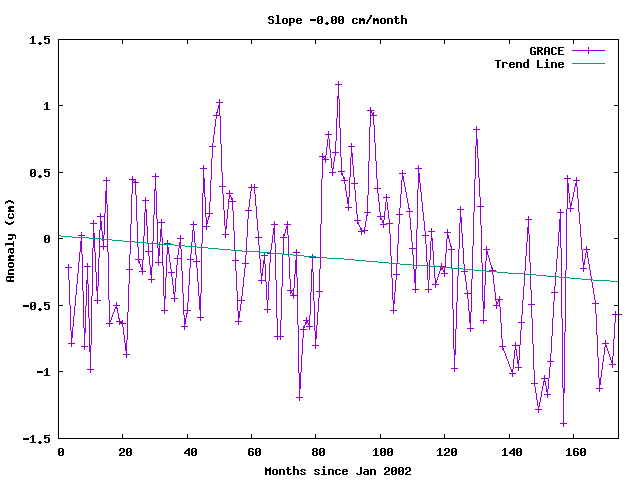 Slope -0.00 cm/month
1.5
GRACE
Trend Line
1
0.5
0
-0.5
-1
-1.5
Anomaly (cm)
0 20 40 60 80 100 120 140 160
Months since Jan 2002